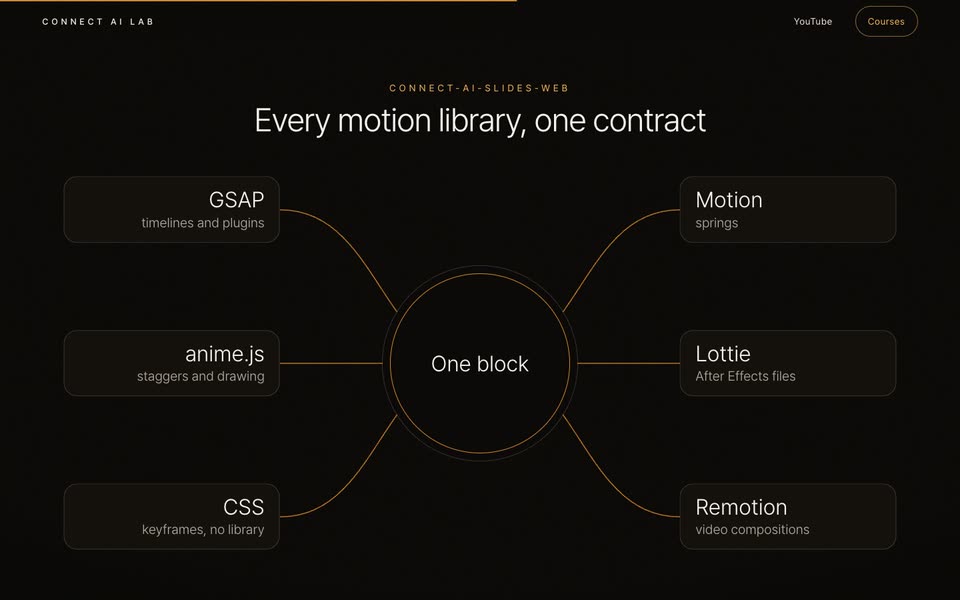 CONNECT AI LAB
YouTube
Courses
CONNECT-AI-SLIDES-WEB
Every motion library, one contract
GSAP
timelines and plugins
Motion
springs
anime.js
staggers and drawing
One block
Lottie
After Effects files
CSS
keyframes, no library
Remotion
video compositions